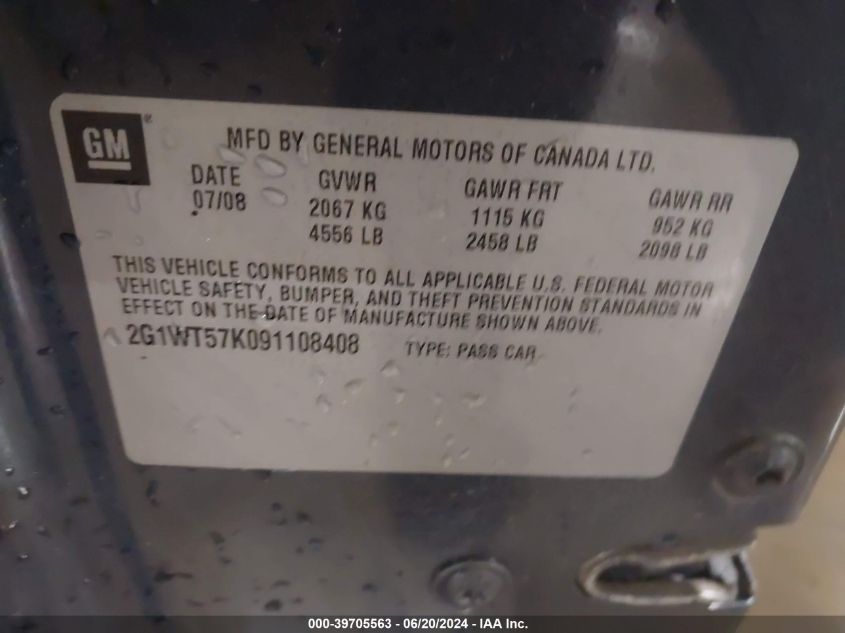 GM®
MFD BY GENERAL MOTORS OF CANADA LTD.
DATE GVWR GAWR FRT GAWR RR
07/08 2067 KG 1115 KG 952 KG
4556 LB 2458 LB 2098 LB
THIS VEHICLE CONFORMS TO ALL APPLICABLE U.S. FEDERAL MOTOR
VEHICLE SAFETY, BUMPER, AND THEFT PREVENTION STANDARDS IN
EFFECT ON THE DATE OF MANUFACTURE SHOWN ABOVE.
2G1WT57K091108408 TYPE: PASS CAR
000-39705563 - 06/20/2024 - IAA Inc.